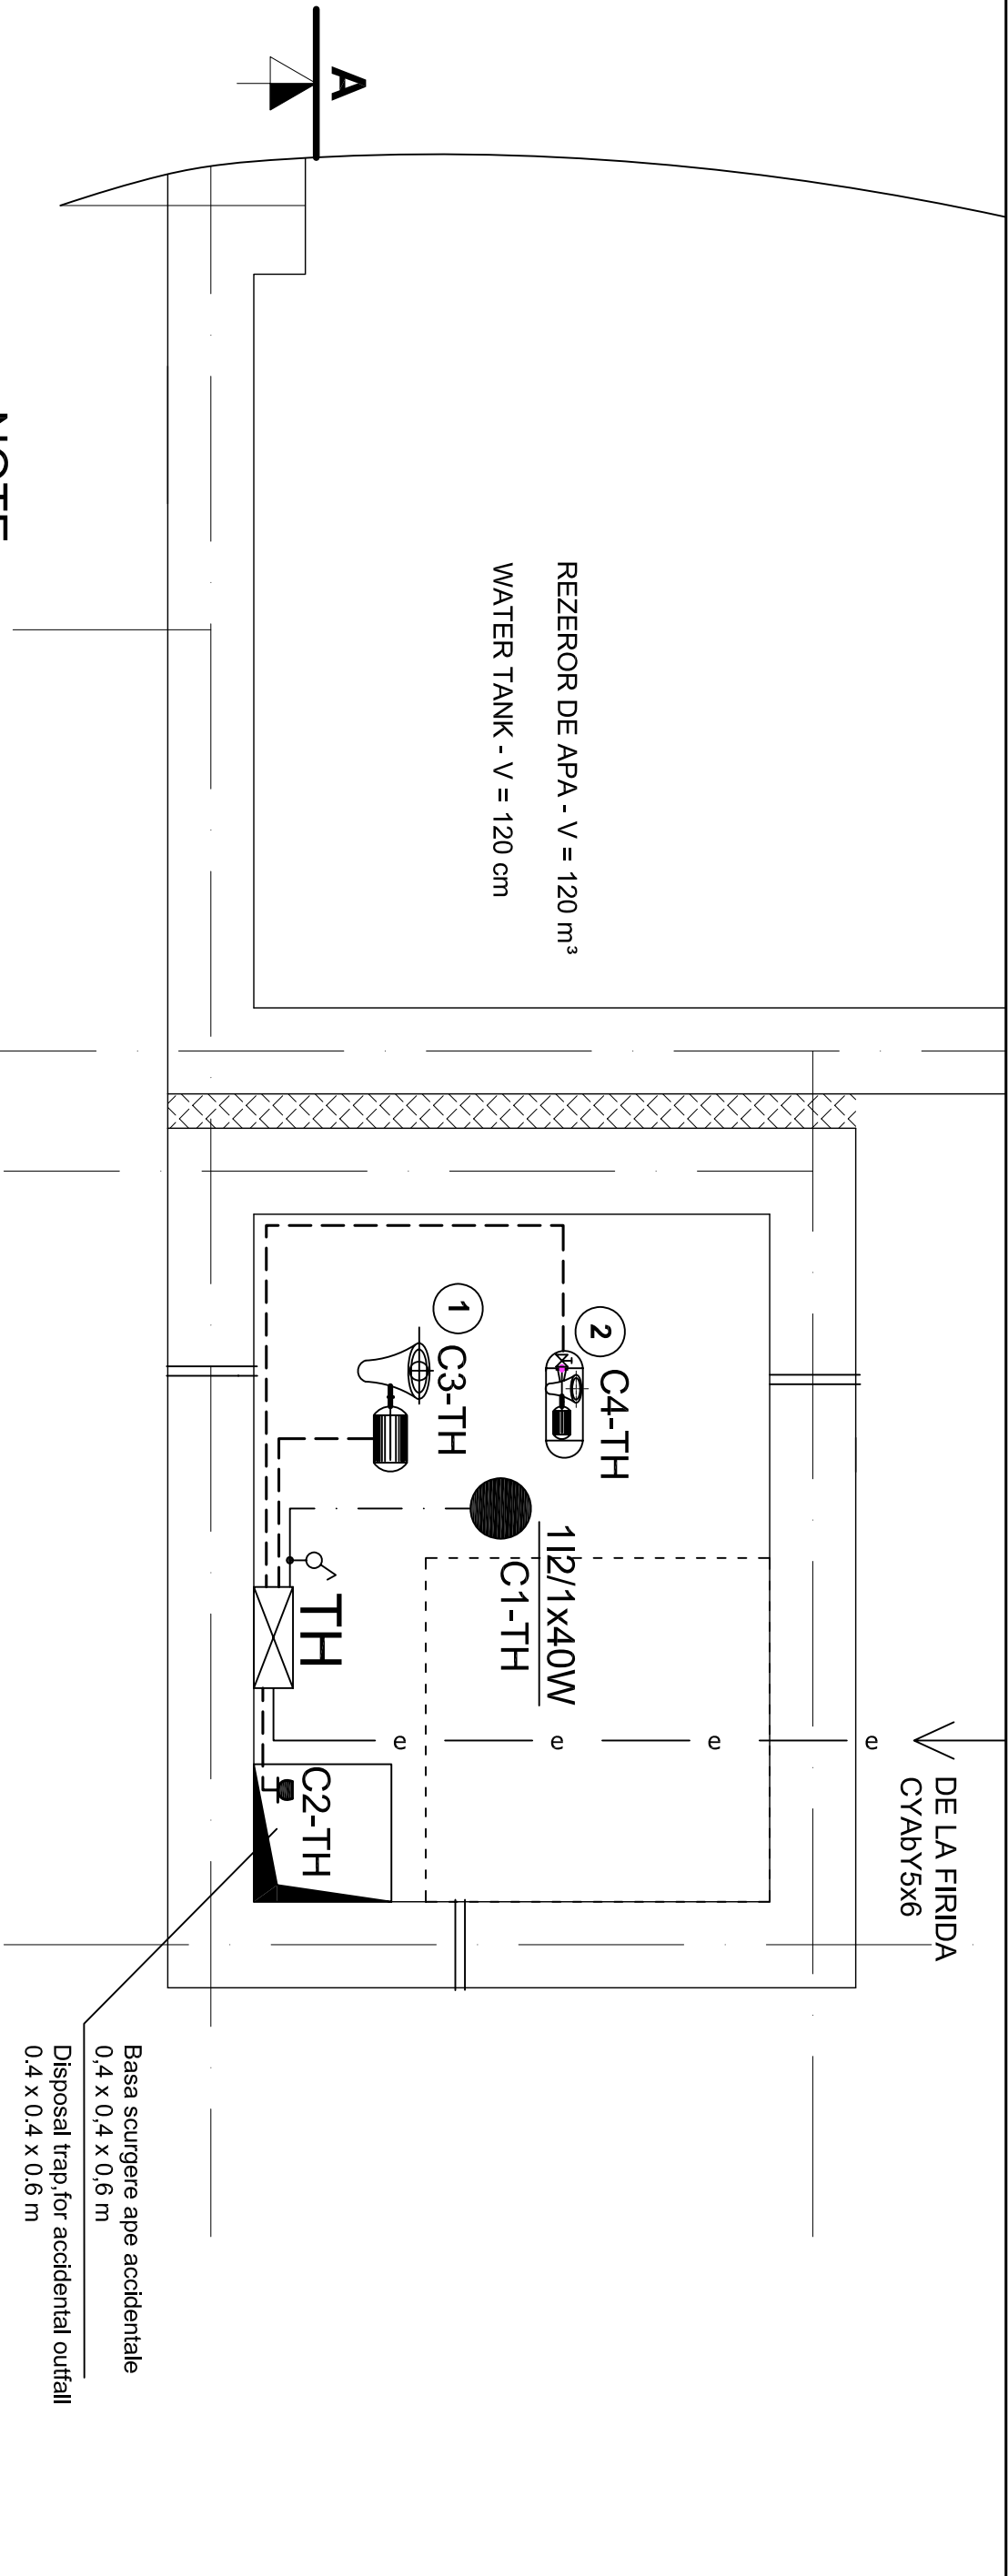 A
REZEROR DE APA - V = 120 m³
WATER TANK - V = 120 cm
NOTE
DE LA FIRIDA
CYAbY5x6
2
C4-TH
1
C3-TH
1I2/1x40W
C1-TH
TH
e
e
e
e
C2-TH
Basa scurgere ape accidentale
0,4 x 0,4 x 0,6 m
Disposal trap,for accidental outfall
0.4 x 0.4 x 0.6 m